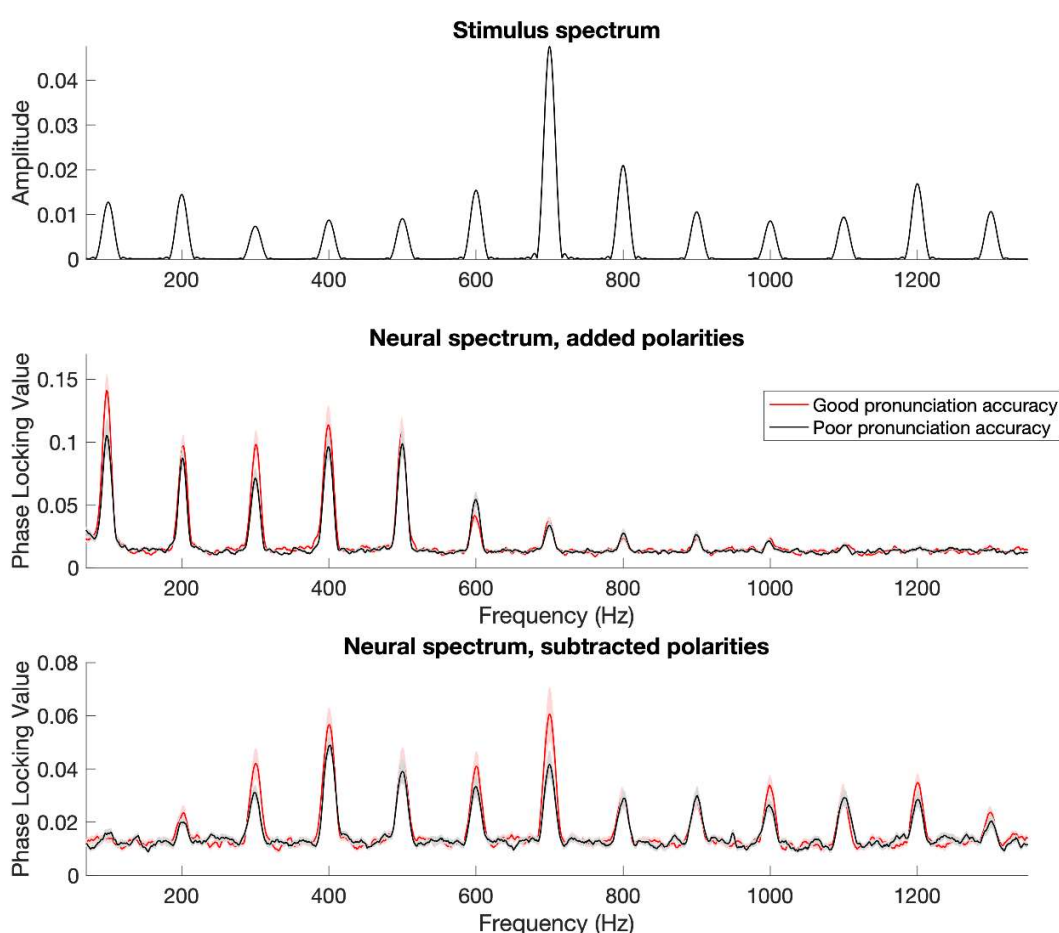 Stimulus spectrum
Amplitude
0.04
0.03
0.02
0.01
0
200 400 600 800 1000 1200
Neural spectrum, added polarities
Phase Locking Value
0.15
0.1
0.05
0
Good pronunciation accuracy
Poor pronunciation accuracy
200 400 600 800 1000 1200
Frequency (Hz)
Neural spectrum, subtracted polarities
Phase Locking Value
0.08
0.06
0.04
0.02
0
200 400 600 800 1000 1200
Frequency (Hz)